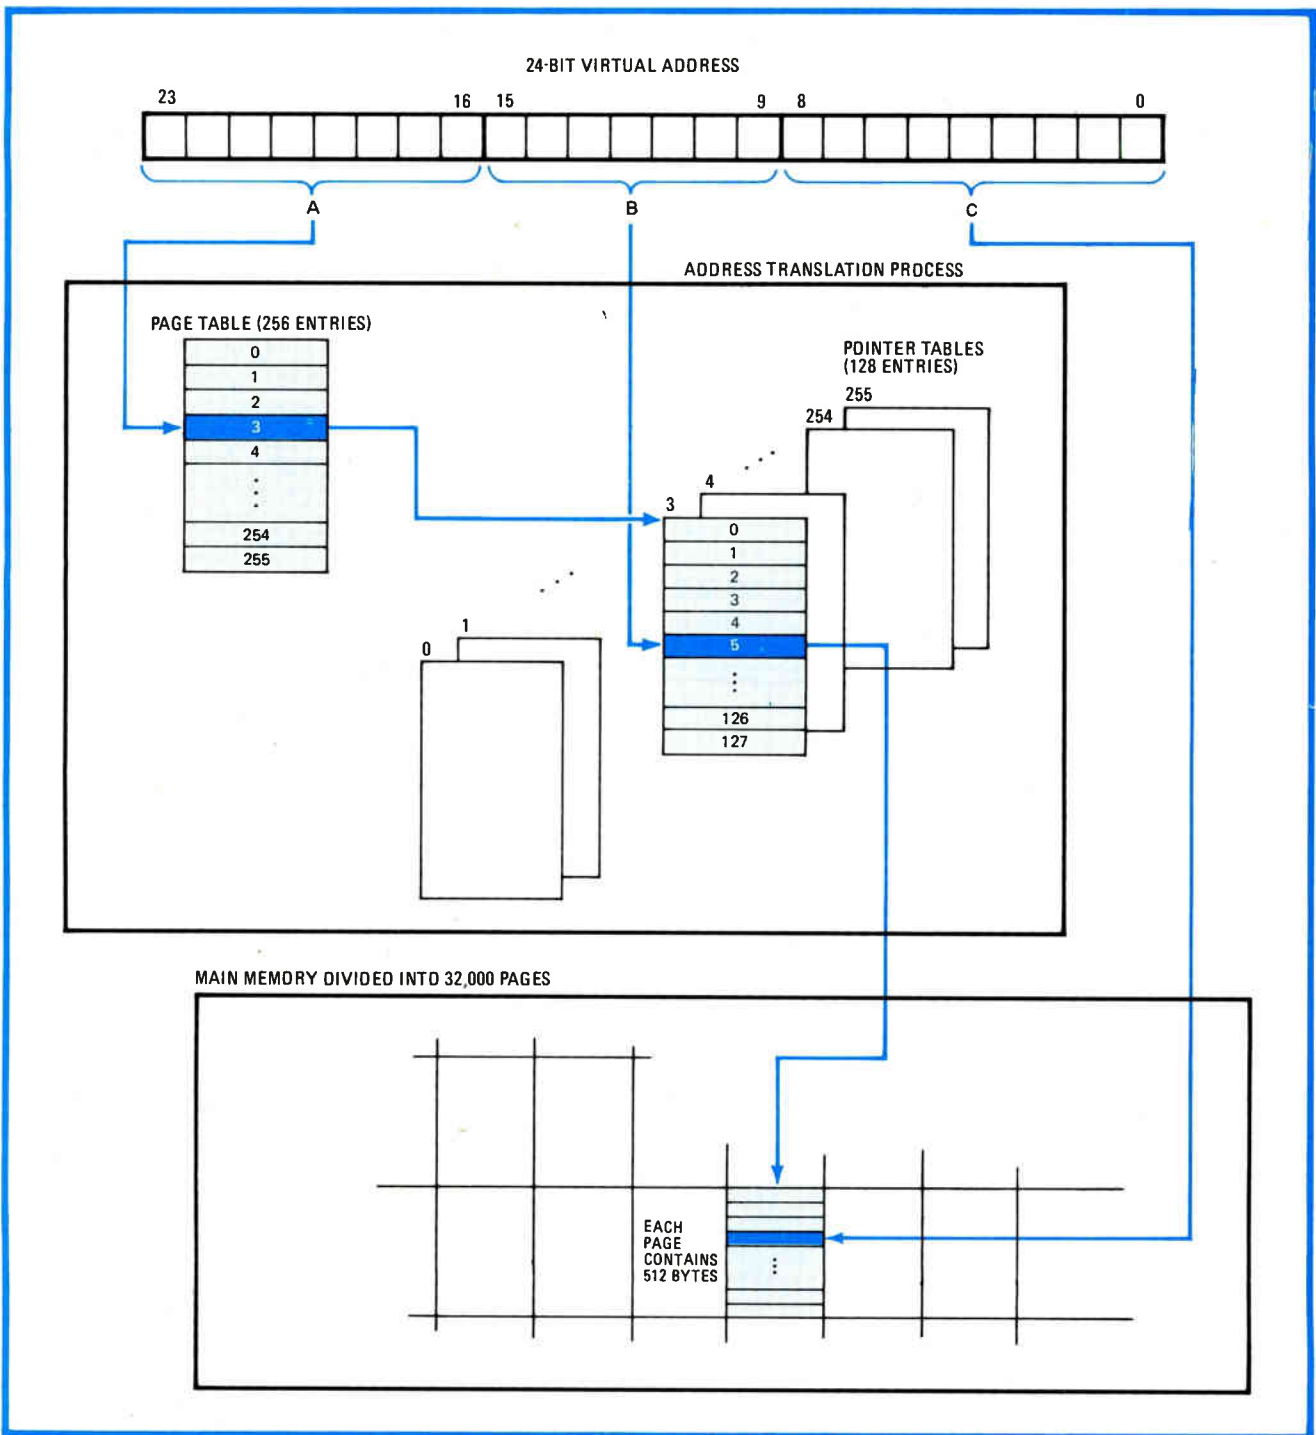 24-BIT VIRTUAL ADDRESS
23 16 15 9 8 0
A B C
ADDRESS TRANSLATION PROCESS
PAGE TABLE (256 ENTRIES)
0
1
2
3
4
254
255
POINTER TABLES
(128 ENTRIES)
255
254
4
3
0
1
2
3
4
5
126
127
1
0
MAIN MEMORY DIVIDED INTO 32,000 PAGES
EACH
PAGE
CONTAINS
512 BYTES